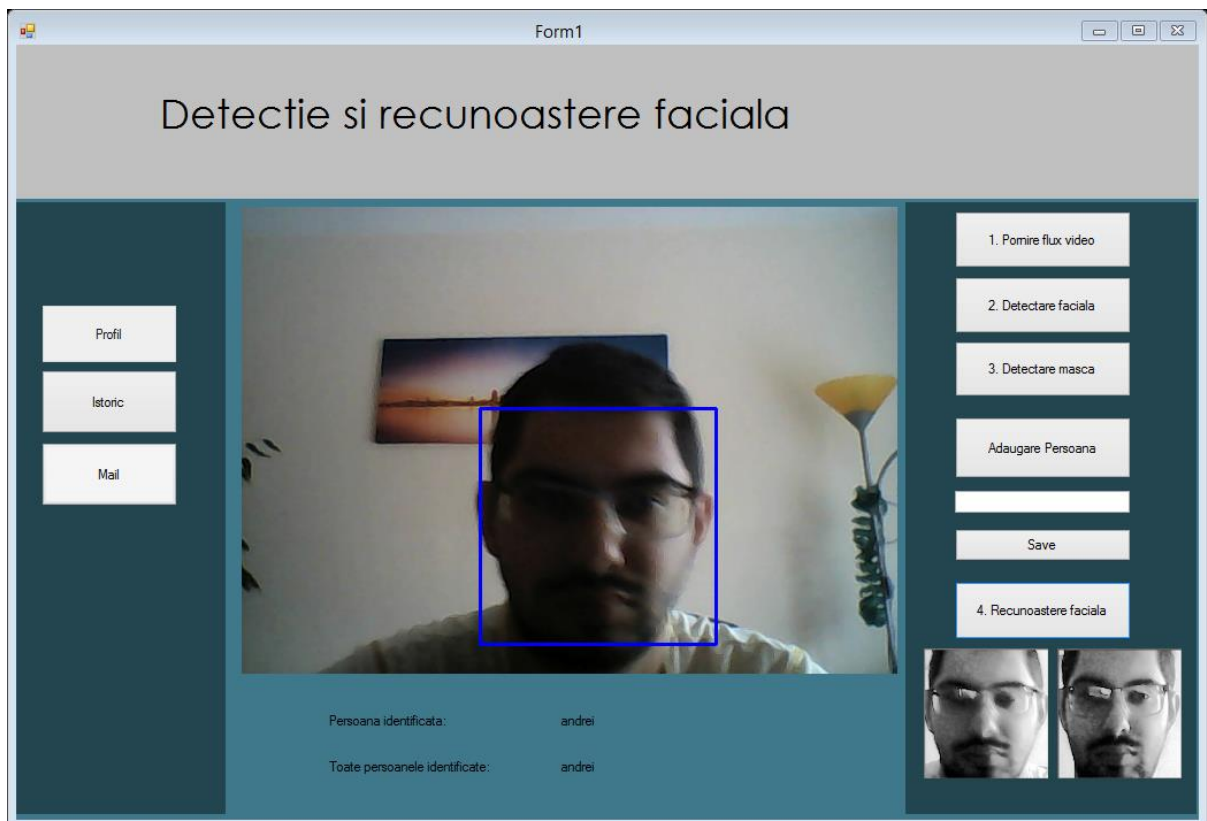 Form1
Detectie si recunoastere faciala
Profil
Istoric
Mail
1. Pornire flux video
2. Detectare faciala
3. Detectare masca
Adaugare Persoana
Save
4. Recunoastere faciala
Persoana identificata: andrei
Toate persoanele identificate: andrei